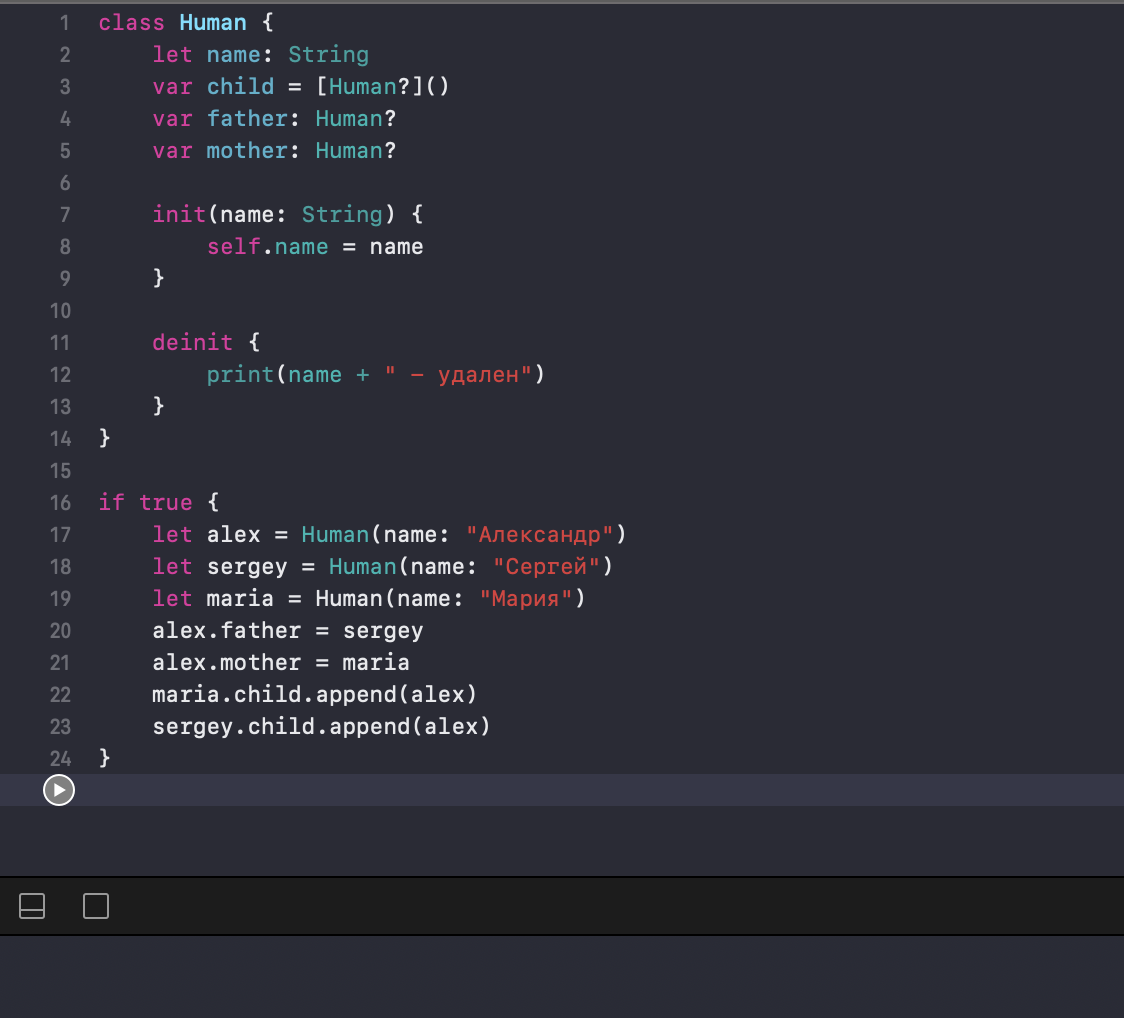 1 class Human {
2 let name: String
3 var child = [Human?]()
4 var father: Human?
5 var mother: Human?
6
7 init(name: String) {
8 self.name = name
9 }
10
11 deinit {
12 print(name + " – удален")
13 }
14 }
15
16 if true {
17 let alex = Human(name: "Александр")
18 let sergey = Human(name: "Сергей")
19 let maria = Human(name: "Мария")
20 alex.father = sergey
21 alex.mother = maria
22 maria.child.append(alex)
23 sergey.child.append(alex)
24 }